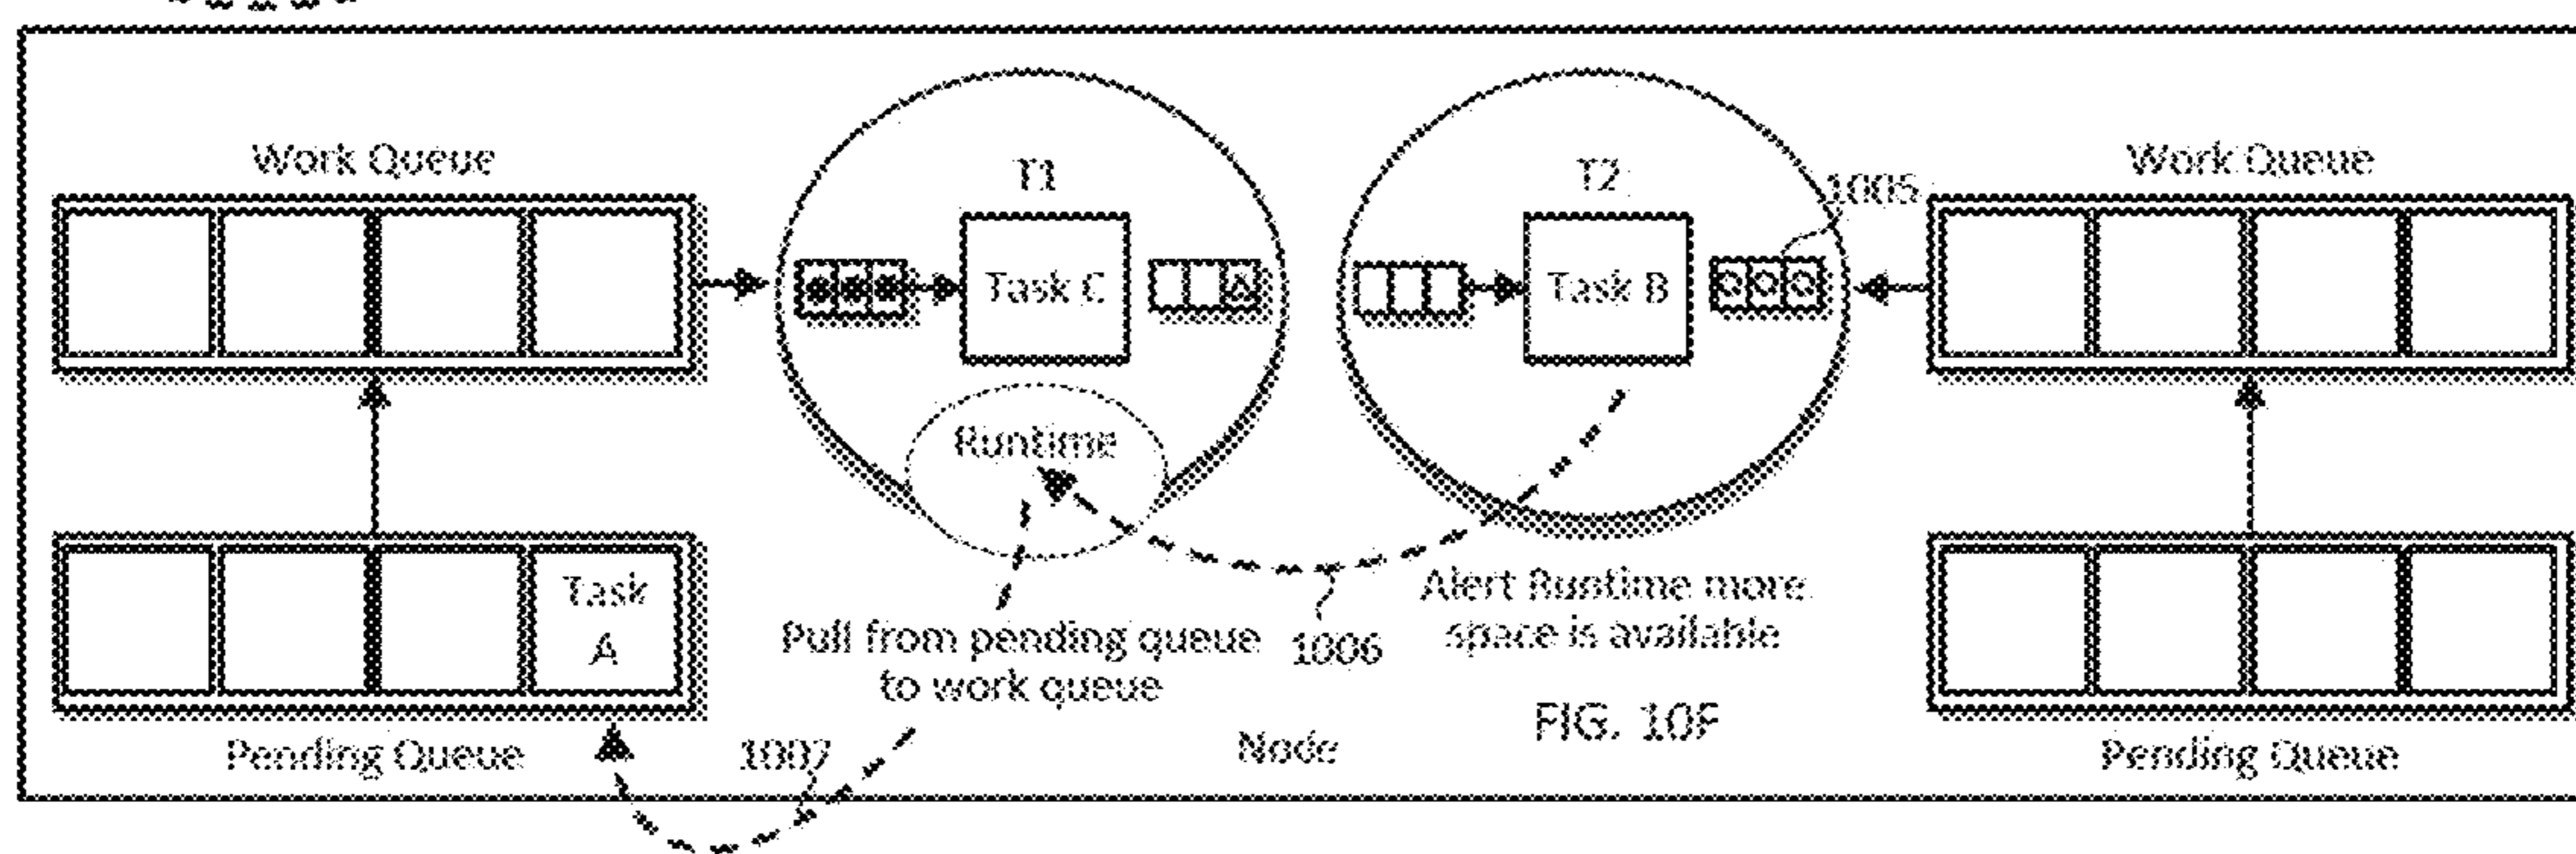 Work Queue
T1
T2
1005
Work Queue
Task C
Task B
Runtime
Task
A
Pull from pending queue
to work queue
1006
Alert Runtime more
space is available
Pending Queue
1007
Node
FIG. 10F
Pending Queue